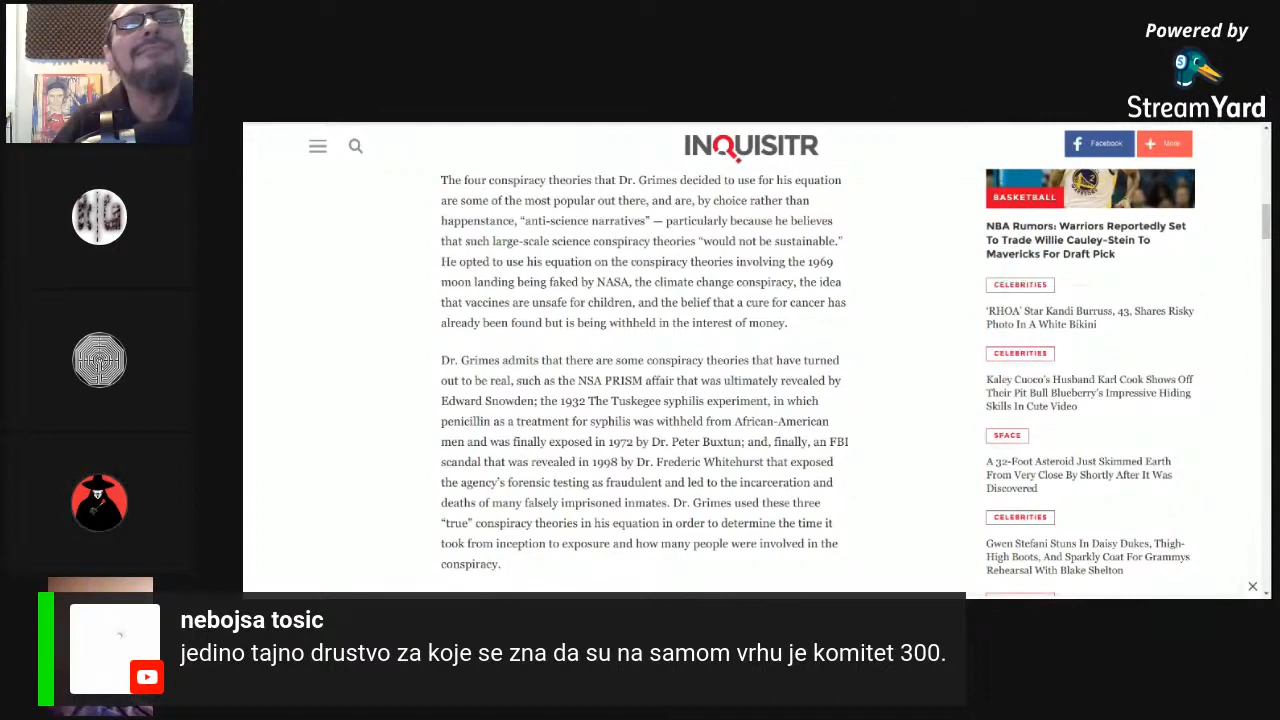 Powered by
StreamYard
INQUISITR
Facebook
More
The four conspiracy theories that Dr. Grimes decided to use for his equation
are some of the most popular out there, and are, by choice rather than
happenstance, “anti-science narratives” — particularly because he believes
that such large-scale science conspiracy theories “would not be sustainable.”
He opted to use his equation on the conspiracy theories involving the 1969
moon landing being faked by NASA, the climate change conspiracy, the idea
that vaccines are unsafe for children, and the belief that a cure for cancer has
already been found but is being withheld in the interest of money.
Dr. Grimes admits that there are some conspiracy theories that have turned
out to be real, such as the NSA PRISM affair that was ultimately revealed by
Edward Snowden; the 1932 The Tuskegee syphilis experiment, in which
penicillin as a treatment for syphilis was withheld from African-American
men and was finally exposed in 1972 by Dr. Peter Buxtun; and, finally, an FBI
scandal that was revealed in 1998 by Dr. Frederic Whitehurst that exposed
the agency’s forensic testing as fraudulent and led to the incarceration and
deaths of many falsely imprisoned inmates. Dr. Grimes used these three
“true” conspiracy theories in his equation in order to determine the time it
took from inception to exposure and how many people were involved in the
conspiracy.
BASKETBALL
NBA Rumors: Warriors Reportedly Set
To Trade Willie Cauley-Stein To
Mavericks For Draft Pick
CELEBRITIES
‘RHOA’ Star Kandi Burruss, 43, Shares Risky
Photo In A White Bikini
CELEBRITIES
Kaley Cuoco’s Husband Karl Cook Shows Off
Their Pit Bull Blueberry’s Impressive Hiding
Skills In Cute Video
SPACE
A 32-Foot Asteroid Just Skimmed Earth
From Very Close By Shortly After It Was
Discovered
CELEBRITIES
Gwen Stefani Stuns In Daisy Dukes, Thigh-
High Boots, And Sparkly Coat For Grammys
Rehearsal With Blake Shelton
nebojsa tosic
jedino tajno drustvo za koje se zna da su na samom vrhu je komitet 300.